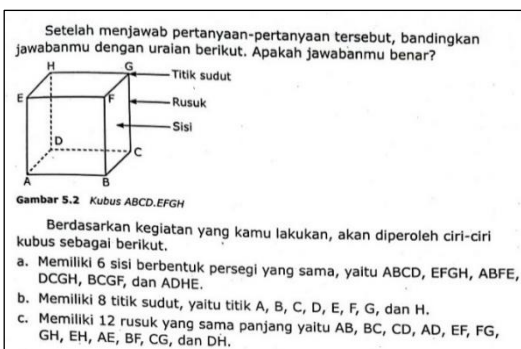 Setelah menjawab pertanyaan-pertanyaan tersebut, bandingkan
jawabanmu dengan uraian berikut. Apakah jawabanmu benar?
H
G
Titik sudut
E
F
Rusuk
Sisi
D
C
A
B
Gambar 5.2 Kubus ABCD.EFGH
Berdasarkan kegiatan yang kamu lakukan, akan diperoleh ciri-ciri
kubus sebagai berikut.
a. Memiliki 6 sisi berbentuk persegi yang sama, yaitu ABCD, EFGH, ABFE,
DCGH, BCGF, dan ADHE.
b. Memiliki 8 titik sudut, yaitu titik A, B, C, D, E, F, G, dan H.
c. Memiliki 12 rusuk yang sama panjang yaitu AB, BC, CD, AD, EF, FG,
GH, EH, AE, BF, CG, dan DH.